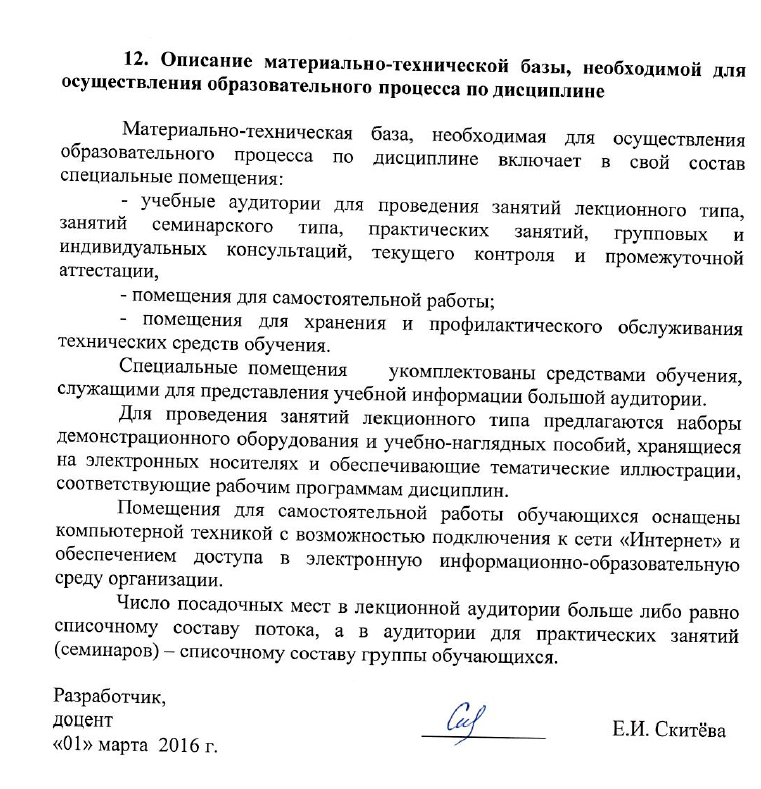 12. Описание материально-технической базы, необходимой для
осуществления образовательного процесса по дисциплине
Материально-техническая база, необходимая для осуществления
образовательного процесса по дисциплине включает в свой состав
специальные помещения:
- учебные аудитории для проведения занятий лекционного типа,
занятий семинарского типа, практических занятий, групповых и
индивидуальных консультаций, текущего контроля и промежуточной
аттестации,
- помещения для самостоятельной работы;
- помещения для хранения и профилактического обслуживания
технических средств обучения.
Специальные помещения укомплектованы средствами обучения,
служащими для представления учебной информации большой аудитории.
Для проведения занятий лекционного типа предлагаются наборы
демонстрационного оборудования и учебно-наглядных пособий, хранящиеся
на электронных носителях и обеспечивающие тематические иллюстрации,
соответствующие рабочим программам дисциплин.
Помещения для самостоятельной работы обучающихся оснащены
компьютерной техникой с возможностью подключения к сети «Интернет» и
обеспечением доступа в электронную информационно-образовательную
среду организации.
Число посадочных мест в лекционной аудитории больше либо равно
списочному составу потока, а в аудитории для практических занятий
(семинаров) – списочному составу группы обучающихся.
Разработчик,
доцент
Е.И. Скитёва
«01» марта 2016 г.